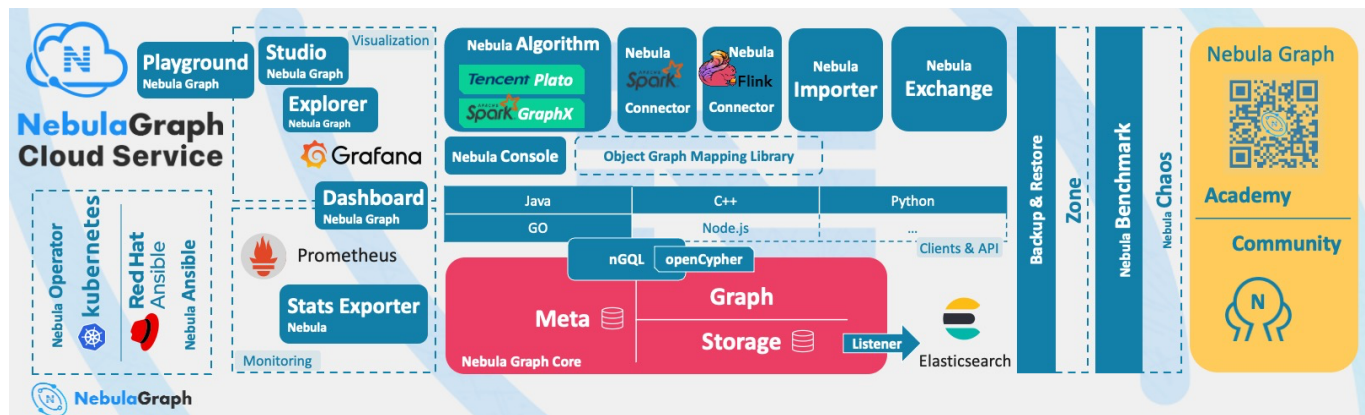 NebulaGraph
Cloud Service
Playground
Nebula Graph
Visualization
Studio
Nebula Graph
Explorer
Nebula Graph
Grafana
Dashboard
Nebula Graph
Prometheus
Stats Exporter
Nebula
Monitoring
Nebula Operator
kubernetes
Red Hat
Ansible
Nebula Ansible
NebulaGraph
Nebula Algorithm
Tencent Plato
APACHE
Spark GraphX
Nebula
APACHE
Spark
Connector
Nebula
Flink
Connector
Nebula
Importer
Nebula
Exchange
Nebula Console
Object Graph Mapping Library
Java
C++
Python
GO
Node.js
...
Clients & API
nGQL
openCypher
Meta
Graph
Storage
Nebula Graph Core
Listener
Elasticsearch
Backup & Restore
Zone
Nebula Benchmark
Nebula Chaos
Nebula Graph
Academy
Community
N